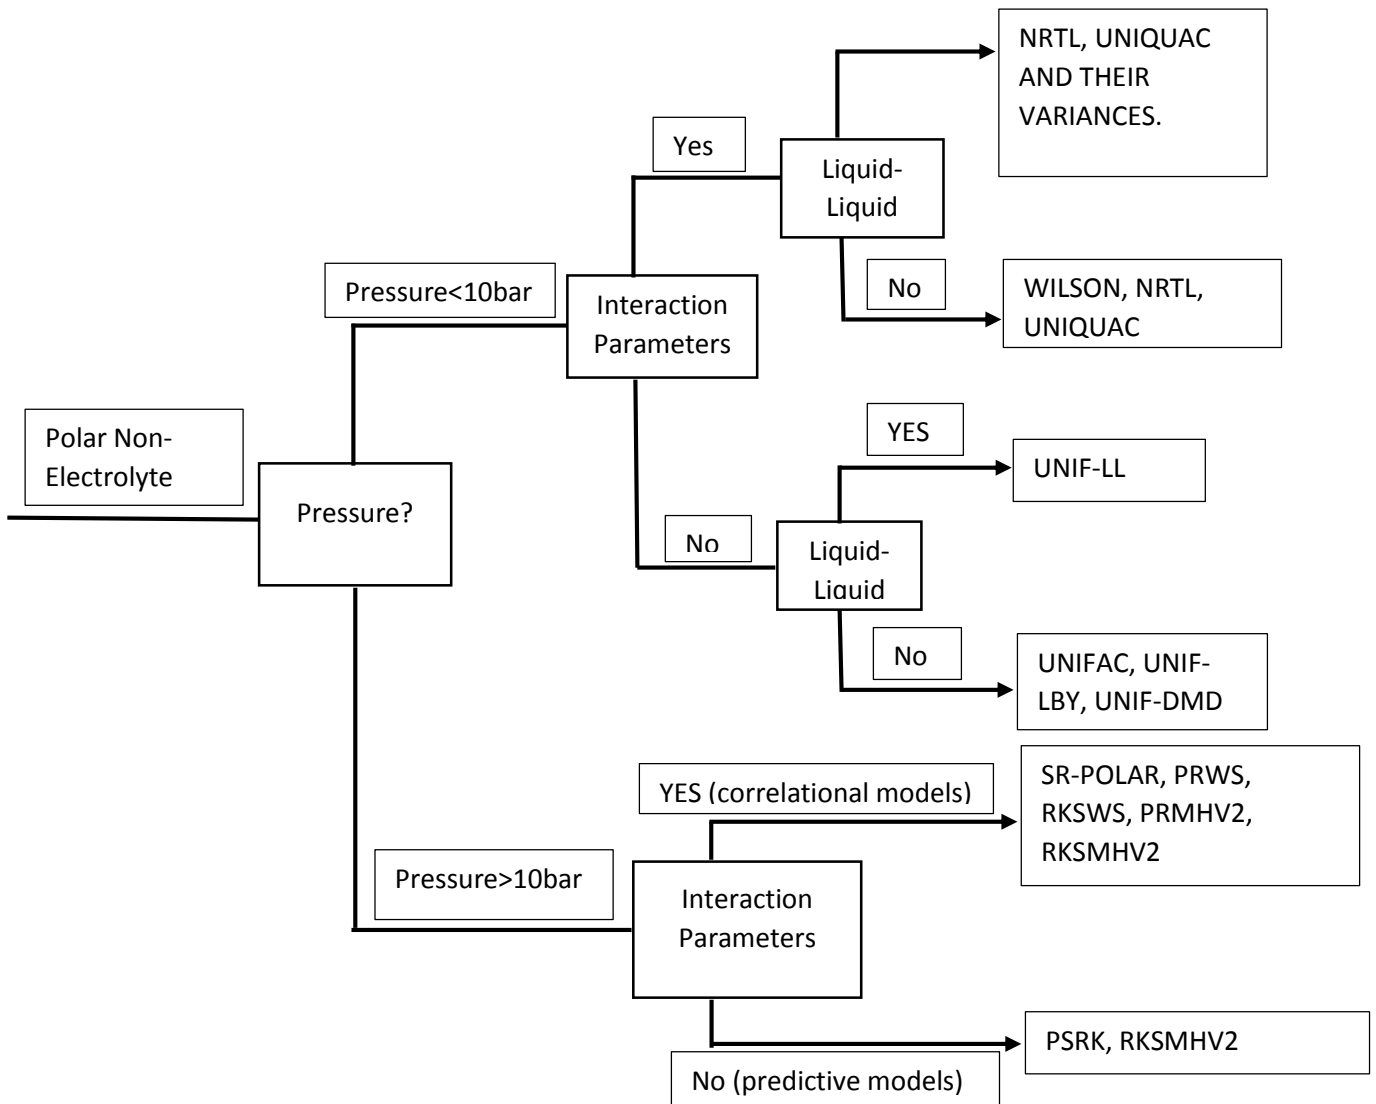 NRTL, UNIQUAC
AND THEIR
VARIANCES.
Yes
Liquid-
Liquid
Pressure<10bar
Interaction
Parameters
No
WILSON, NRTL,
UNIQUAC
Polar Non-
Electrolyte
Pressure?
YES
UNIF-LL
No
Liquid-
Liquid
No
UNIFAC, UNIF-
LBY, UNIF-DMD
YES (correlational models)
SR-POLAR, PRWS,
RKSWS, PRMHV2,
RKSMHV2
Pressure>10bar
Interaction
Parameters
PSRK, RKSMHV2
No (predictive models)